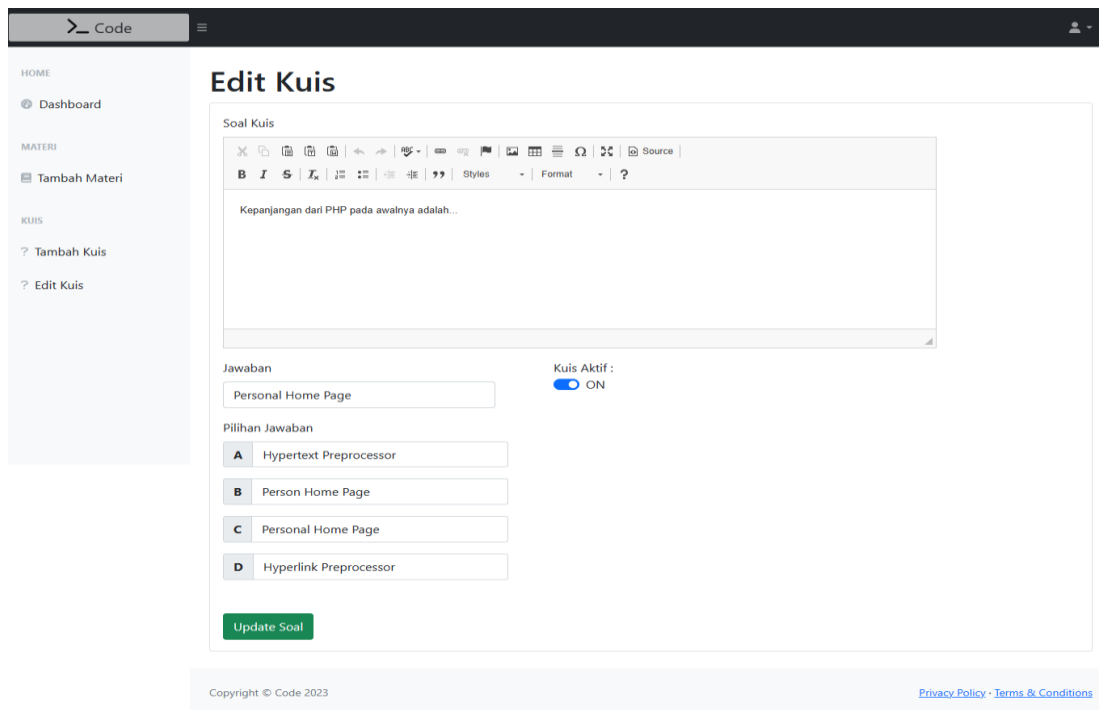 Code
HOME
Dashboard
MATERI
Tambah Materi
KUIS
? Tambah Kuis
? Edit Kuis
Edit Kuis
Soal Kuis
ABC Ω Source
B I S Tx Styles Format ?
Kepanjangan dari PHP pada awalnya adalah...
Jawaban
Personal Home Page
Kuis Aktif :
ON
Pilihan Jawaban
A Hypertext Preprocessor
B Person Home Page
C Personal Home Page
D Hyperlink Preprocessor
Update Soal
Copyright © Code 2023
Privacy Policy · Terms & Conditions